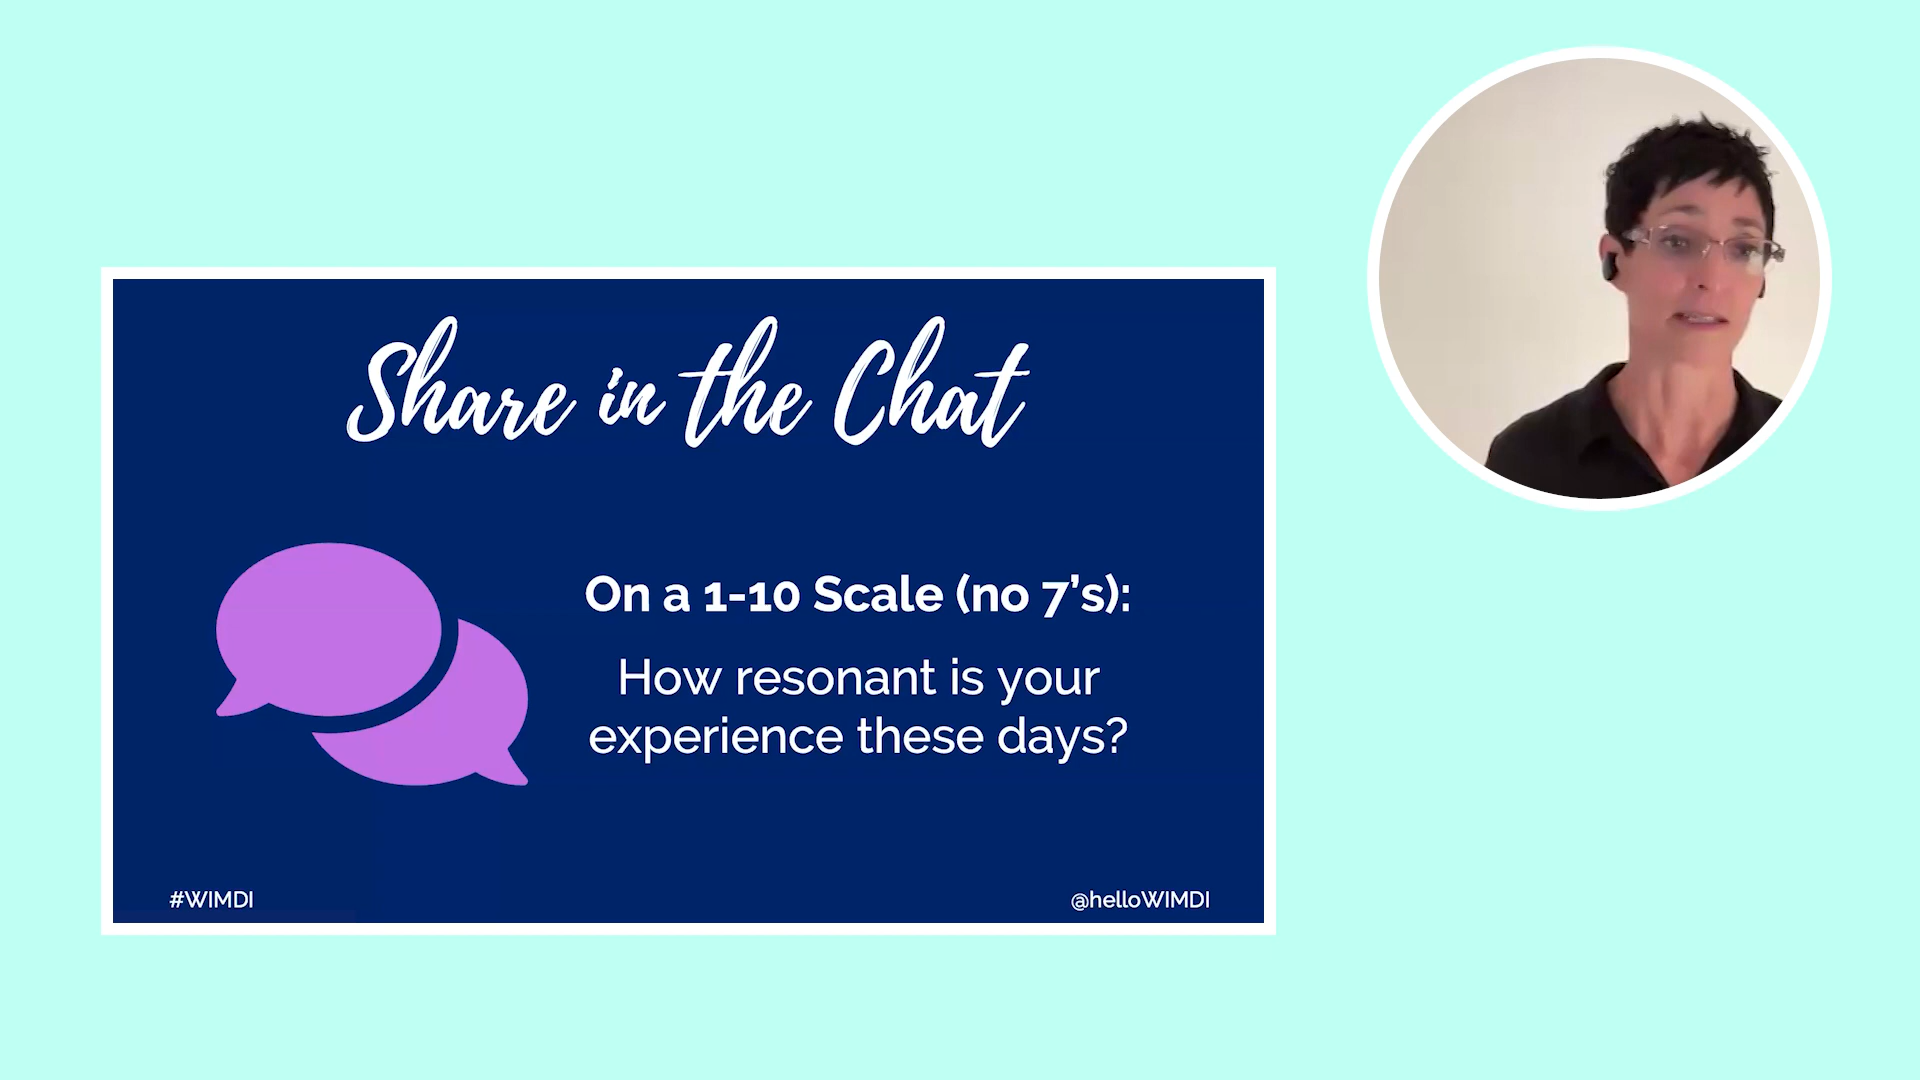 Share in the Chat
On a 1-10 Scale (no 7’s):
How resonant is your
experience these days?
#WIMDI
@helloWIMDI